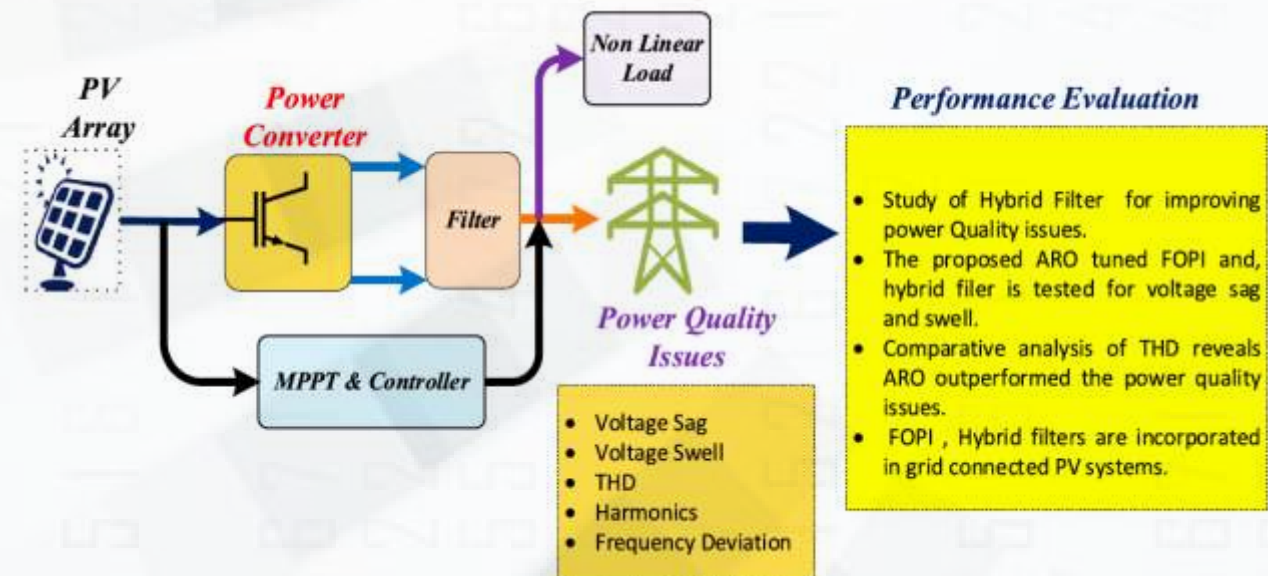 PV
Array
Power
Converter
Filter
Non Linear
Load
MPPT & Controller
Power Quality
Issues
• Voltage Sag
• Voltage Swell
• THD
• Harmonics
• Frequency Deviation
Performance Evaluation
• Study of Hybrid Filter for improving
power Quality issues.
• The proposed ARO tuned FOPI and,
hybrid filer is tested for voltage sag
and swell.
• Comparative analysis of THD reveals
ARO outperformed the power quality
issues.
• FOPI , Hybrid filters are incorporated
in grid connected PV systems.